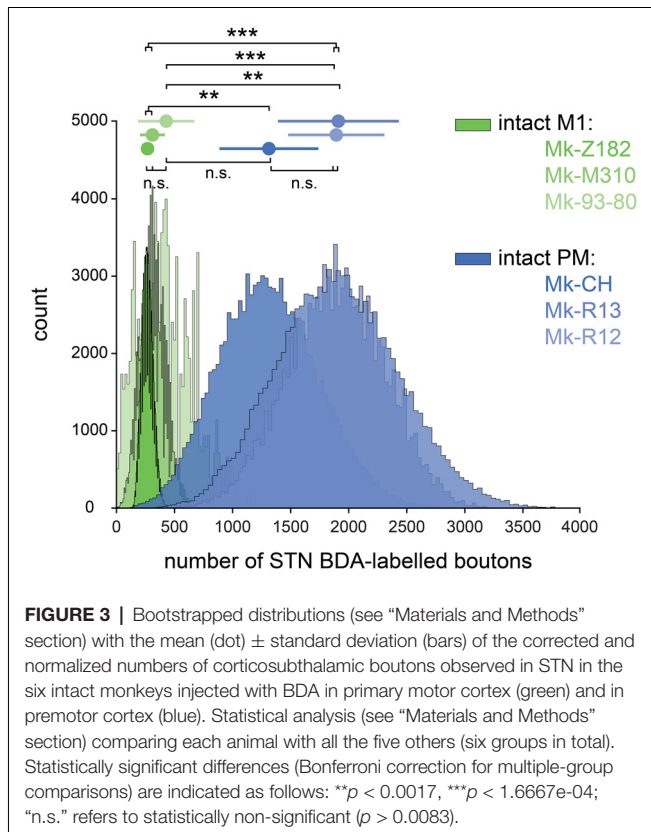 ***
***
**
**
5000
4000
3000
2000
1000
0
count
n.s.
n.s.
n.s.
intact M1:
Mk-Z182
Mk-M310
Mk-93-80
intact PM:
Mk-CH
Mk-R13
Mk-R12
0 500 1000 1500 2000 2500 3000 3500 4000
number of STN BDA-labelled boutons
FIGURE 3 | Bootstrapped distributions (see “Materials and Methods”
section) with the mean (dot) ± standard deviation (bars) of the corrected and
normalized numbers of corticosubthalamic boutons observed in STN in the
six intact monkeys injected with BDA in primary motor cortex (green) and in
premotor cortex (blue). Statistical analysis (see “Materials and Methods”
section) comparing each animal with all the five others (six groups in total).
Statistically significant differences (Bonferroni correction for multiple-group
comparisons) are indicated as follows: **p < 0.0017, ***p < 1.6667e-04;
“n.s.” refers to statistically non-significant (p > 0.0083).